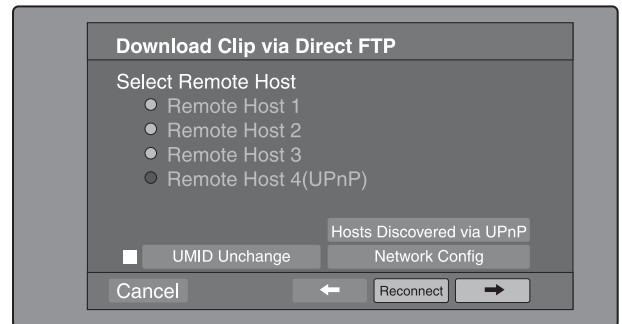 Download Clip via Direct FTP
Select Remote Host
Remote Host 1
Remote Host 2
Remote Host 3
Remote Host 4(UPnP)
Hosts Discovered via UPnP
UMID Unchange
Network Config
Cancel
Reconnect